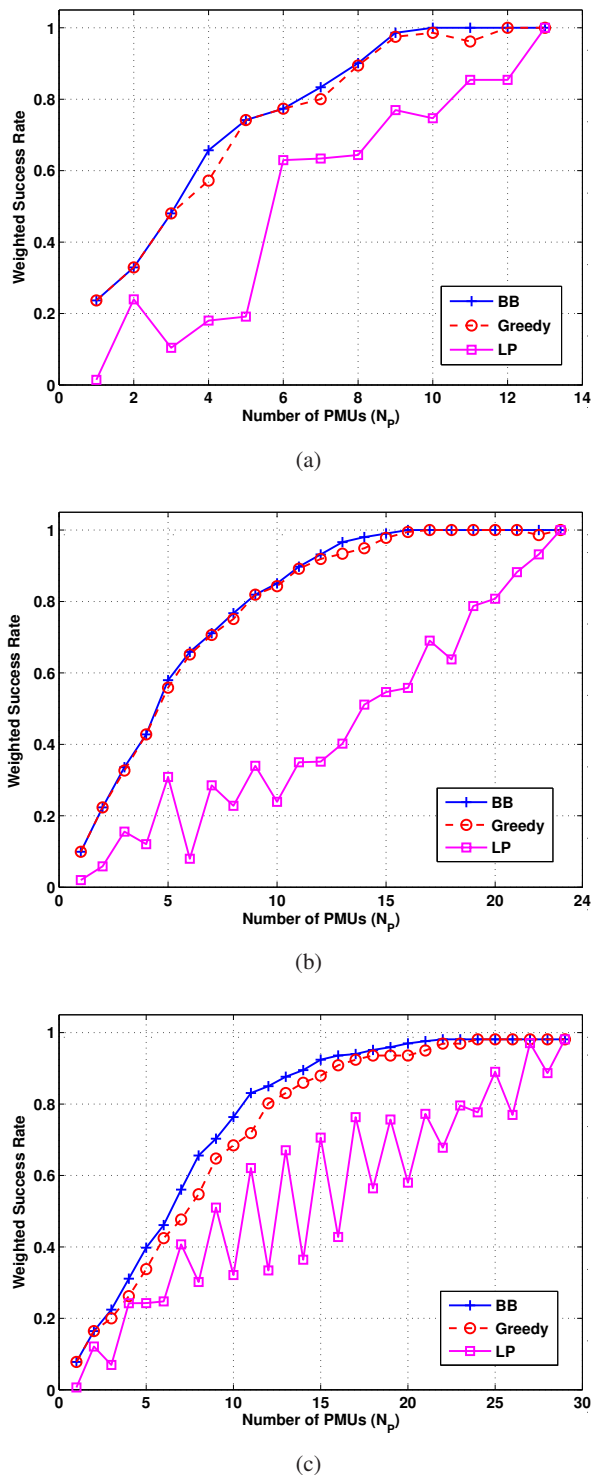 1
0.8
0.6
0.4
0.2
0
Weighted Success Rate
BB
Greedy
LP
0 2 4 6 8 10 12 14
Number of PMUs (NP)
(a)
1
0.8
0.6
0.4
0.2
0
Weighted Success Rate
BB
Greedy
LP
0 5 10 15 20 24
Number of PMUs (NP)
(b)
1
0.8
0.6
0.4
0.2
0
Weighted Success Rate
BB
Greedy
LP
0 5 10 15 20 25 30
Number of PMUs (NP)
(c)